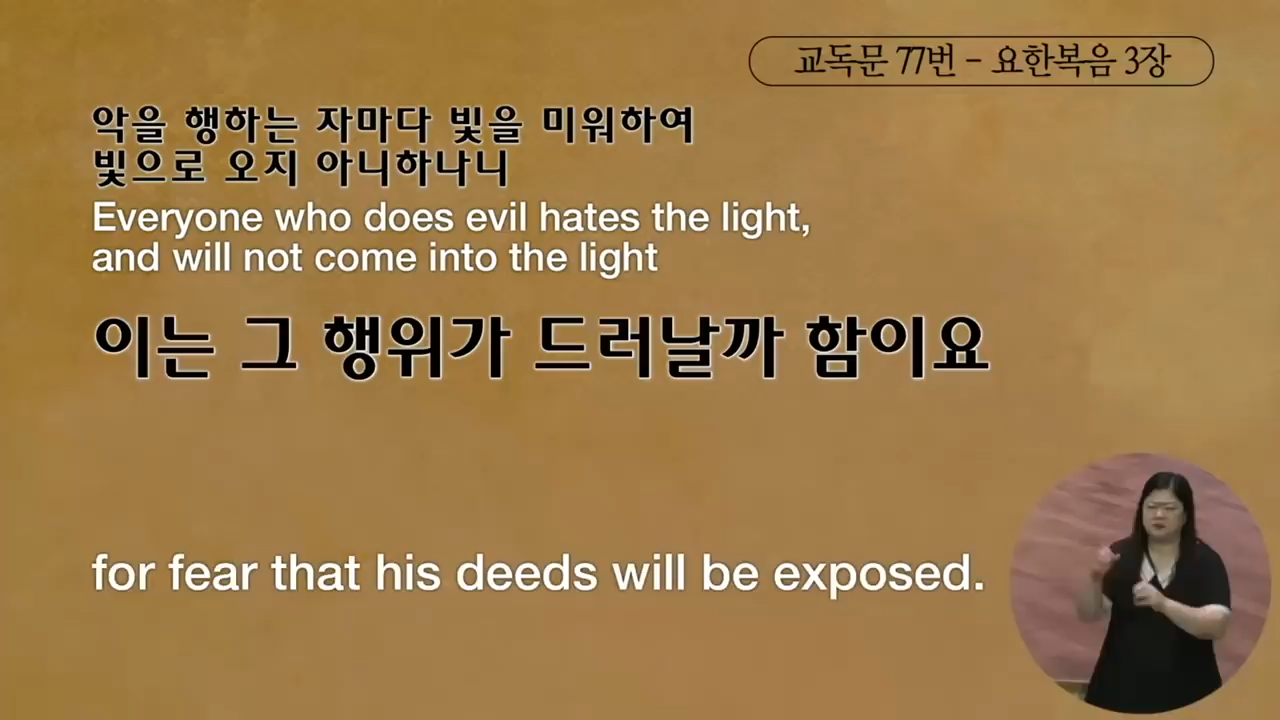 교독문 77번 - 요한복음 3장
악을 행하는 자마다 빛을 미워하여
빛으로 오지 아니하나니
Everyone who does evil hates the light,
and will not come into the light
이는 그 행위가 드러날까 함이요
for fear that his deeds will be exposed.